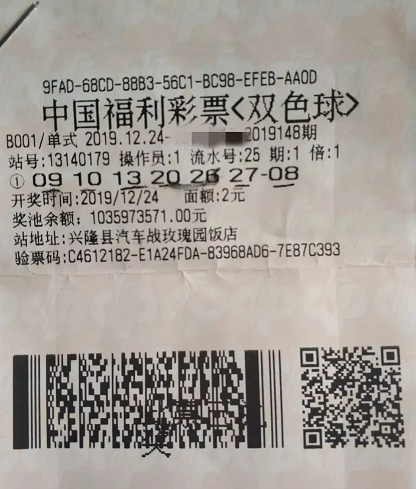 9FAD-68CD-88B3-56C1-BC98-EFEB-AA0D
中国福利彩票<双色球>
B001/单式 2019.12.24- 2019148期
站号:13140179 操作员:1 流水号:25 期:1 倍:1
① 09 10 13 20 26 27-08
开奖时间:2019/12/24 面额:2元
奖池余额: 1035973571.00元
站地址:兴隆县汽车战玫瑰园饭店
验票码:C4612182-E1A24FDA-83968AD6-7E87C393